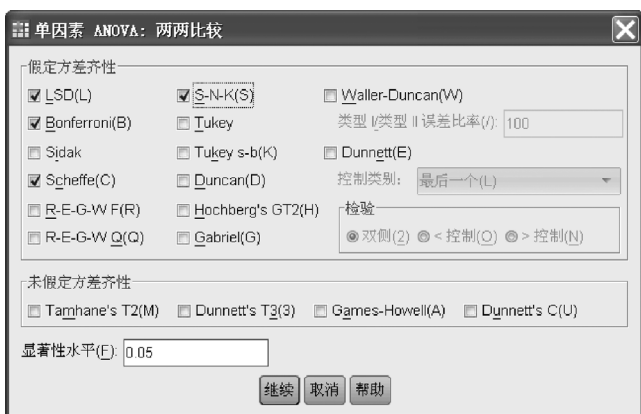 单因素 ANOVA: 两两比较
假定方差齐性
LSD(L) S-N-K(S) Waller-Duncan(W)
Bonferroni(B) Tukey 类型 I/类型 II 误差比率(/): 100
Sidak Tukey s-b(K) Dunnett(E)
Scheffe(C) Duncan(D) 控制类别: 最后一个(L)
R-E-G-W F(R) Hochberg's GT2(H) 检验
R-E-G-W Q(Q) Gabriel(G) 双侧(2) < 控制(O) > 控制(N)
未假定方差齐性
Tamhane's T2(M) Dunnett's T3(3) Games-Howell(A) Dunnett's C(U)
显著性水平(F): 0.05
继续 取消 帮助